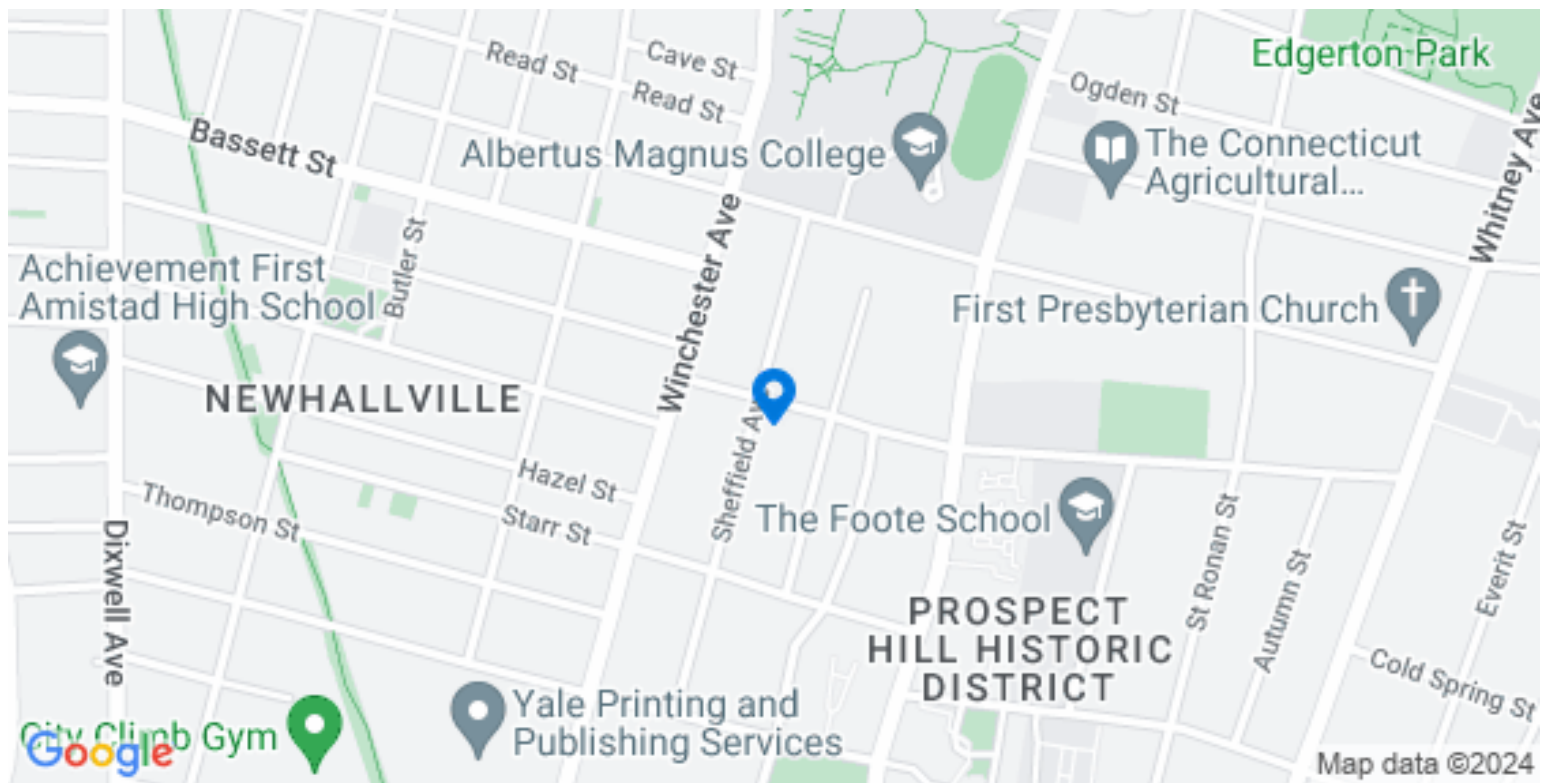 Edgerton Park
Cave St
Read St
Read St
Ogden St
Whitney Ave
Bassett St
Albertus Magnus College
The Connecticut
Agricultural...
Winchester Ave
Butler St
Achievement First
Amistad High School
First Presbyterian Church
NEWHALLVILLE
Sheffield Av
Hazel St
Starr St
Thompson St
The Foote School
Dixwell Ave
St Ronan St
Autumn St
Everit St
PROSPECT
HILL HISTORIC
DISTRICT
Cold Spring St
Yale Printing and
Publishing Services
City Climb Gym
Google
Map data ©2024